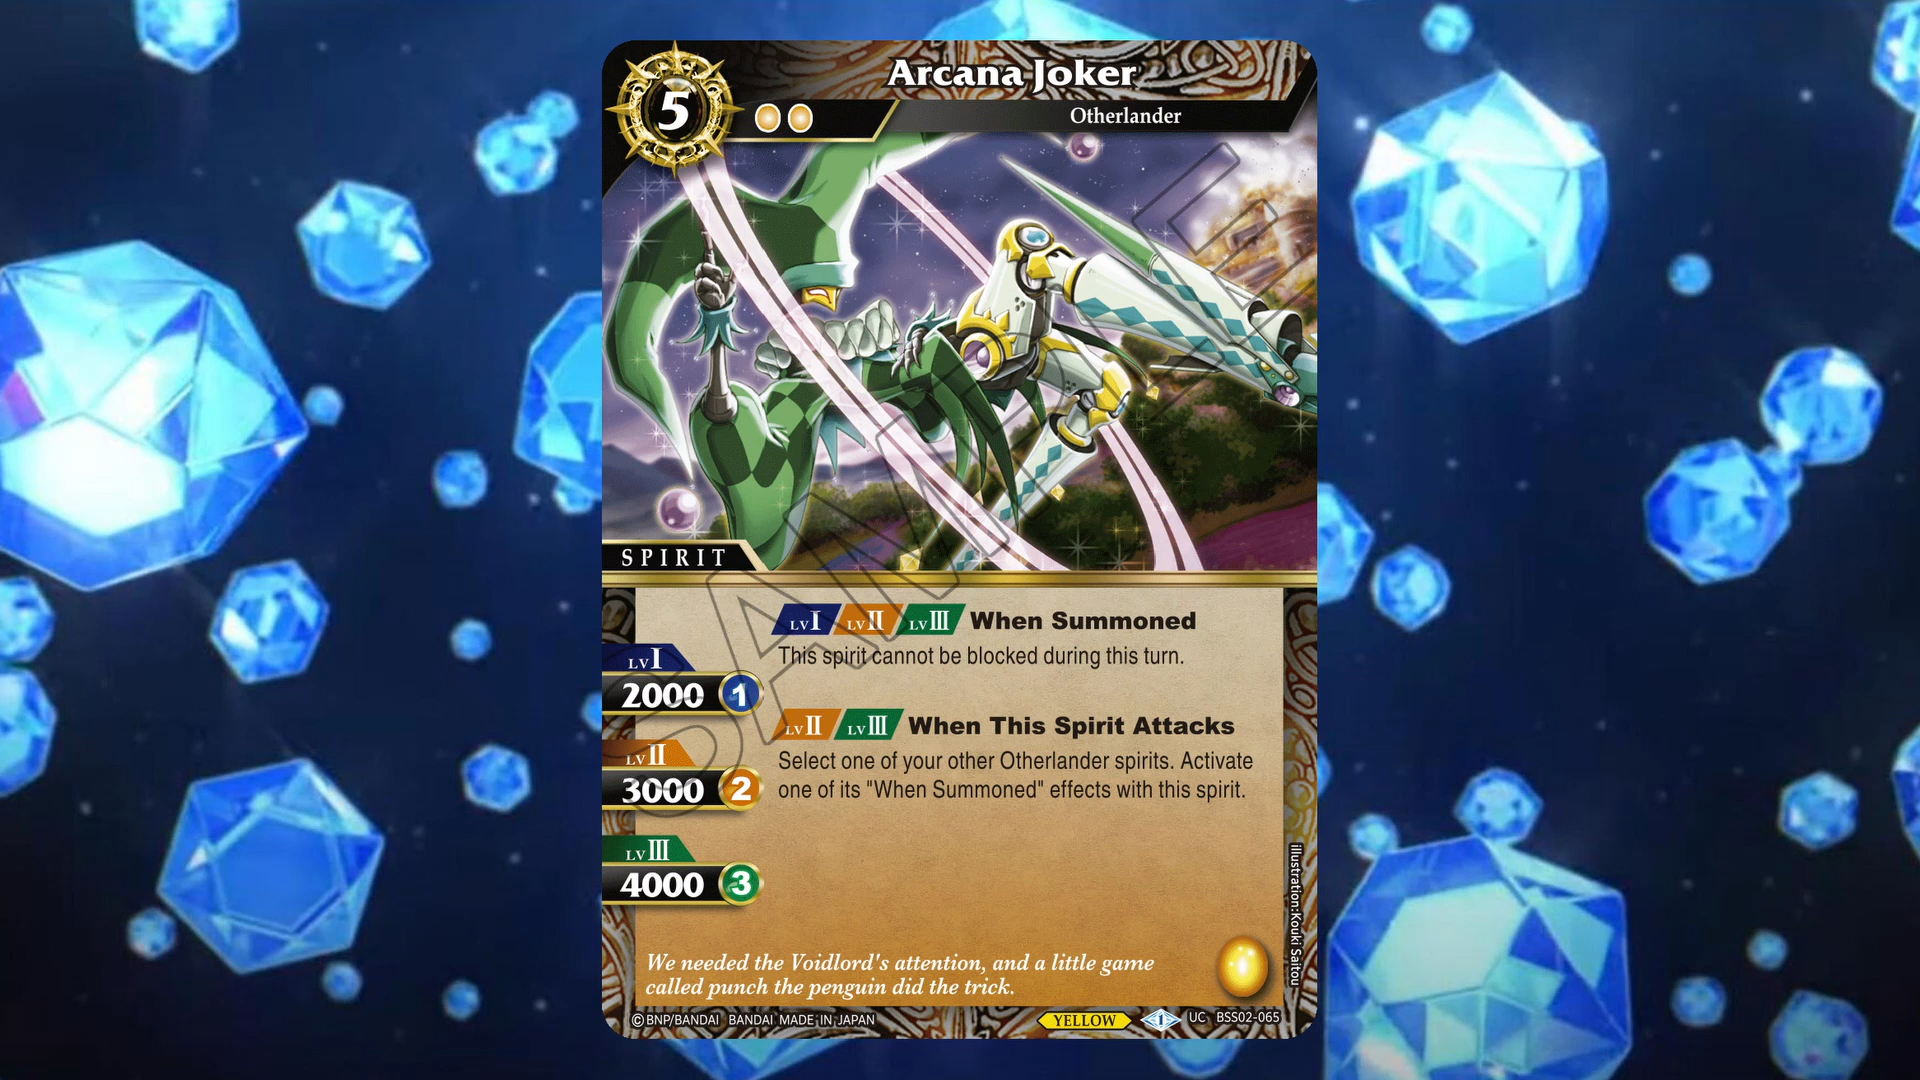 Arcana Joker
5
Otherlander
SAMPLE
SPIRIT
LV I LV II LV III When Summoned
This spirit cannot be blocked during this turn.
LV I
2000 1
LV II LV III When This Spirit Attacks
Select one of your other Otherlander spirits. Activate
one of its "When Summoned" effects with this spirit.
LV II
3000 2
LV III
4000 3
We needed the Voidlord's attention, and a little game
called punch the penguin did the trick.
illustration:Kouki Saitou
©BNP/BANDAI BANDAI MADE IN JAPAN
YELLOW 1 UC BSS02-065